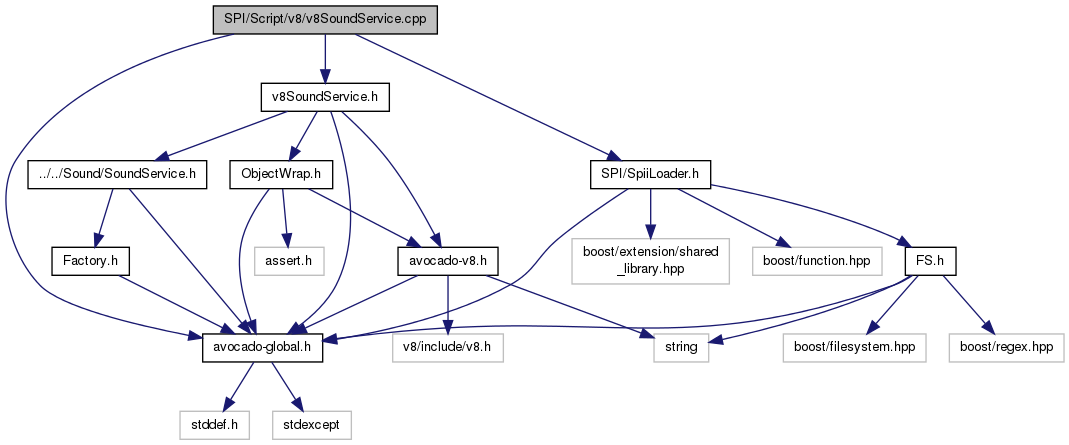 SPI/Script/v8/v8SoundService.cpp
v8SoundService.h
../../Sound/SoundService.h
ObjectWrap.h
SPI/SpiiLoader.h
Factory.h
assert.h
avocado-v8.h
boost/extension/shared
_library.hpp
boost/function.hpp
FS.h
avocado-global.h
v8/include/v8.h
string
boost/filesystem.hpp
boost/regex.hpp
stddef.h
stdexcept